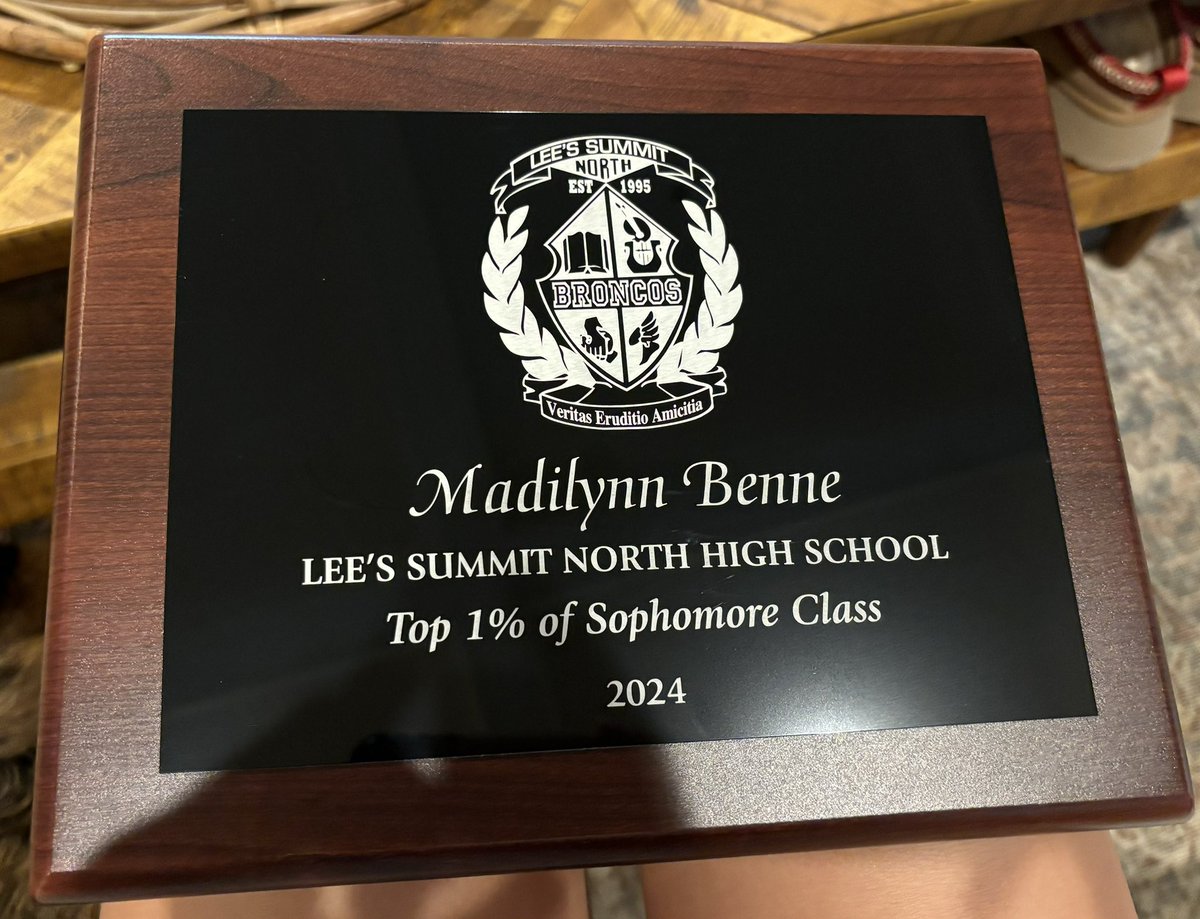 LEE'S SUMMIT
NORTH
EST 1995
BRONCOS
Veritas Eruditio Amicitia
Madilynn Benne
LEE'S SUMMIT NORTH HIGH SCHOOL
Top 1% of Sophomore Class
2024